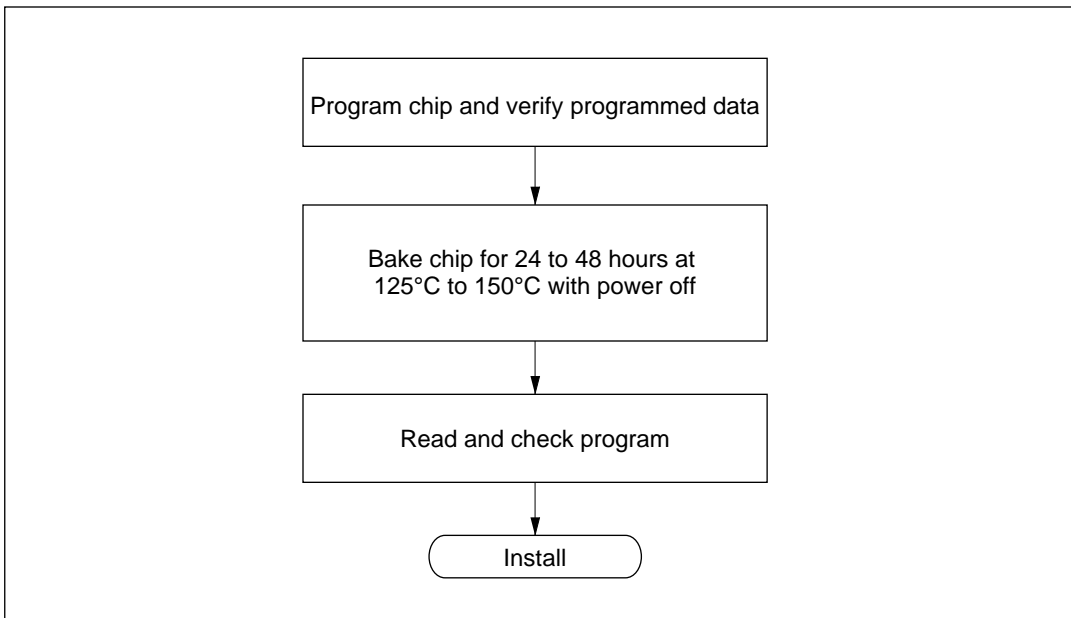 Program chip and verify programmed data
Bake chip for 24 to 48 hours at
125°C to 150°C with power off
Read and check program
Install